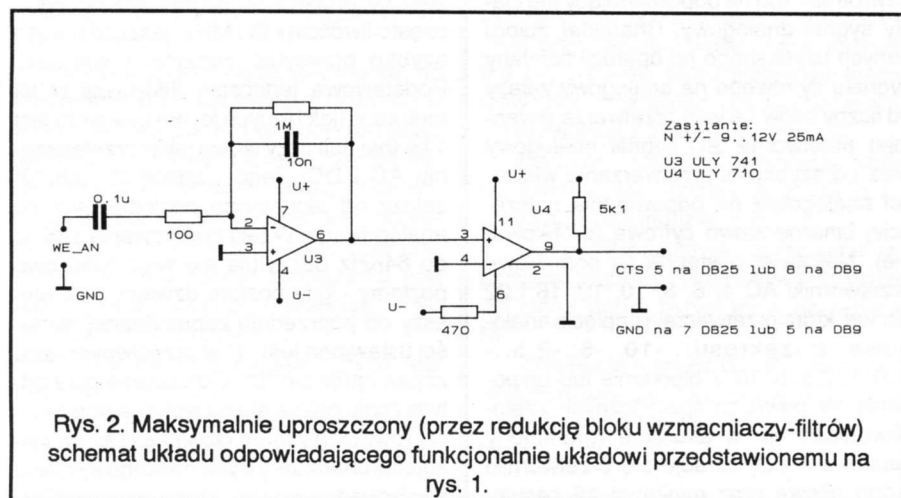 1M
10n
Zasilanie:
+/- 9..12V 25mA
U3 ULY 741
U4 ULY 710
U+
U+
0.1u
7
11
U4
5k1
WE_AN
100
2
3
6
3
4
9
2
4
U3
GND
U-
U-
6
470
CTS 5 na DB25 lub 8 na DB9
GND 7 na DB25 lub 5 na DB9
Rys. 2. Maksymalnie uproszczony (przez redukcję bloku wzmacniaczy-filtrów)
schemat układu odpowiadającego funkcjonalnie układowi przedstawionemu na
rys.1.